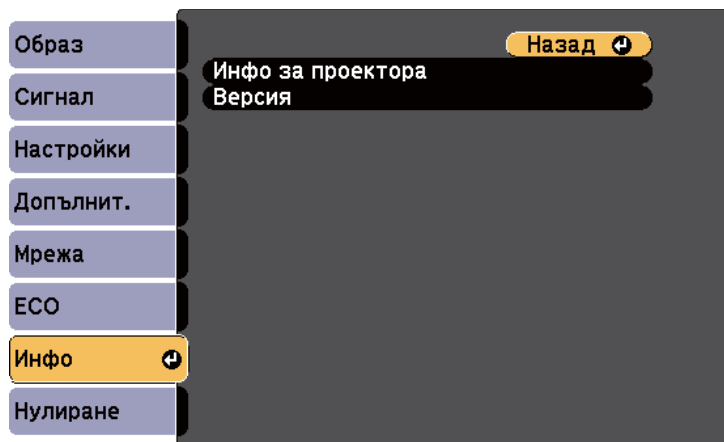 Образ
Сигнал
Настройки
Допълнит.
Мрежа
ECO
Инфо
Нулиране
Назад
Инфо за проектора
Версия